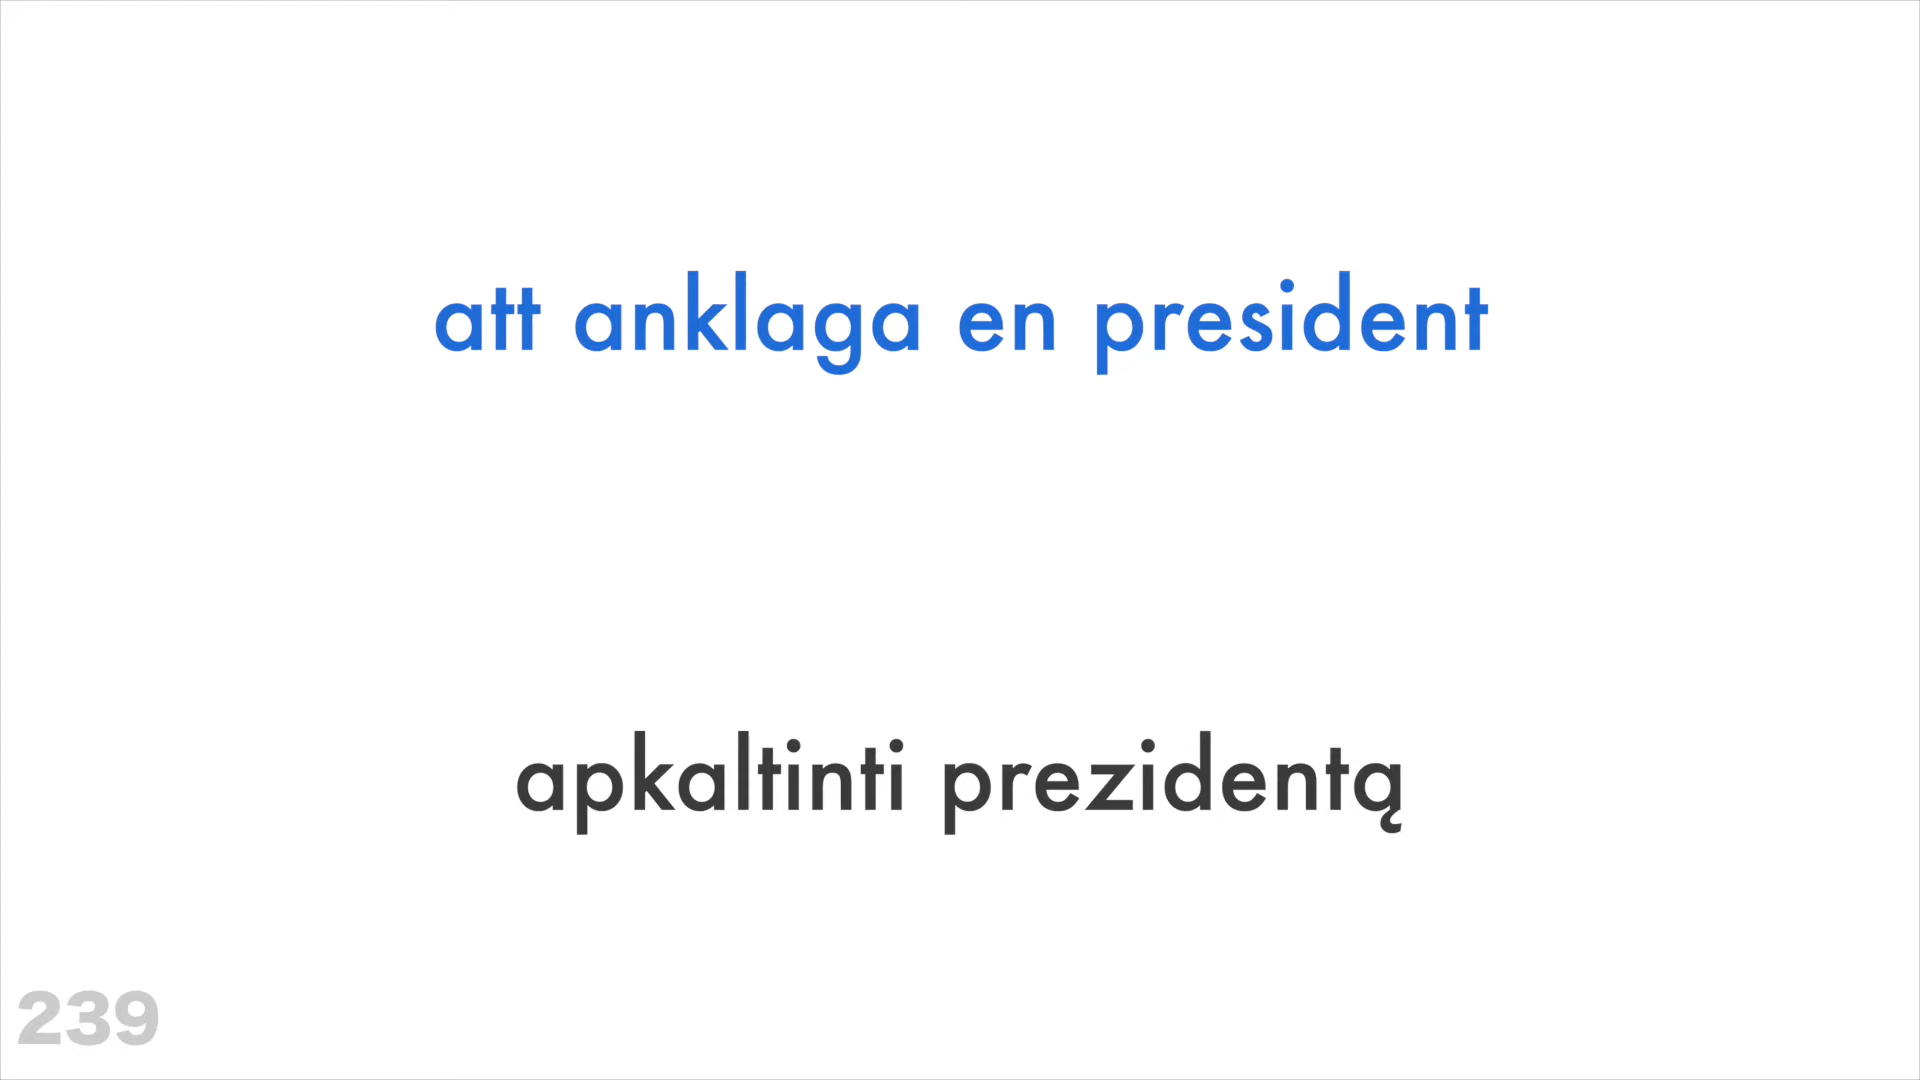 att anklaga en president
apkaltinti prezidentą
239